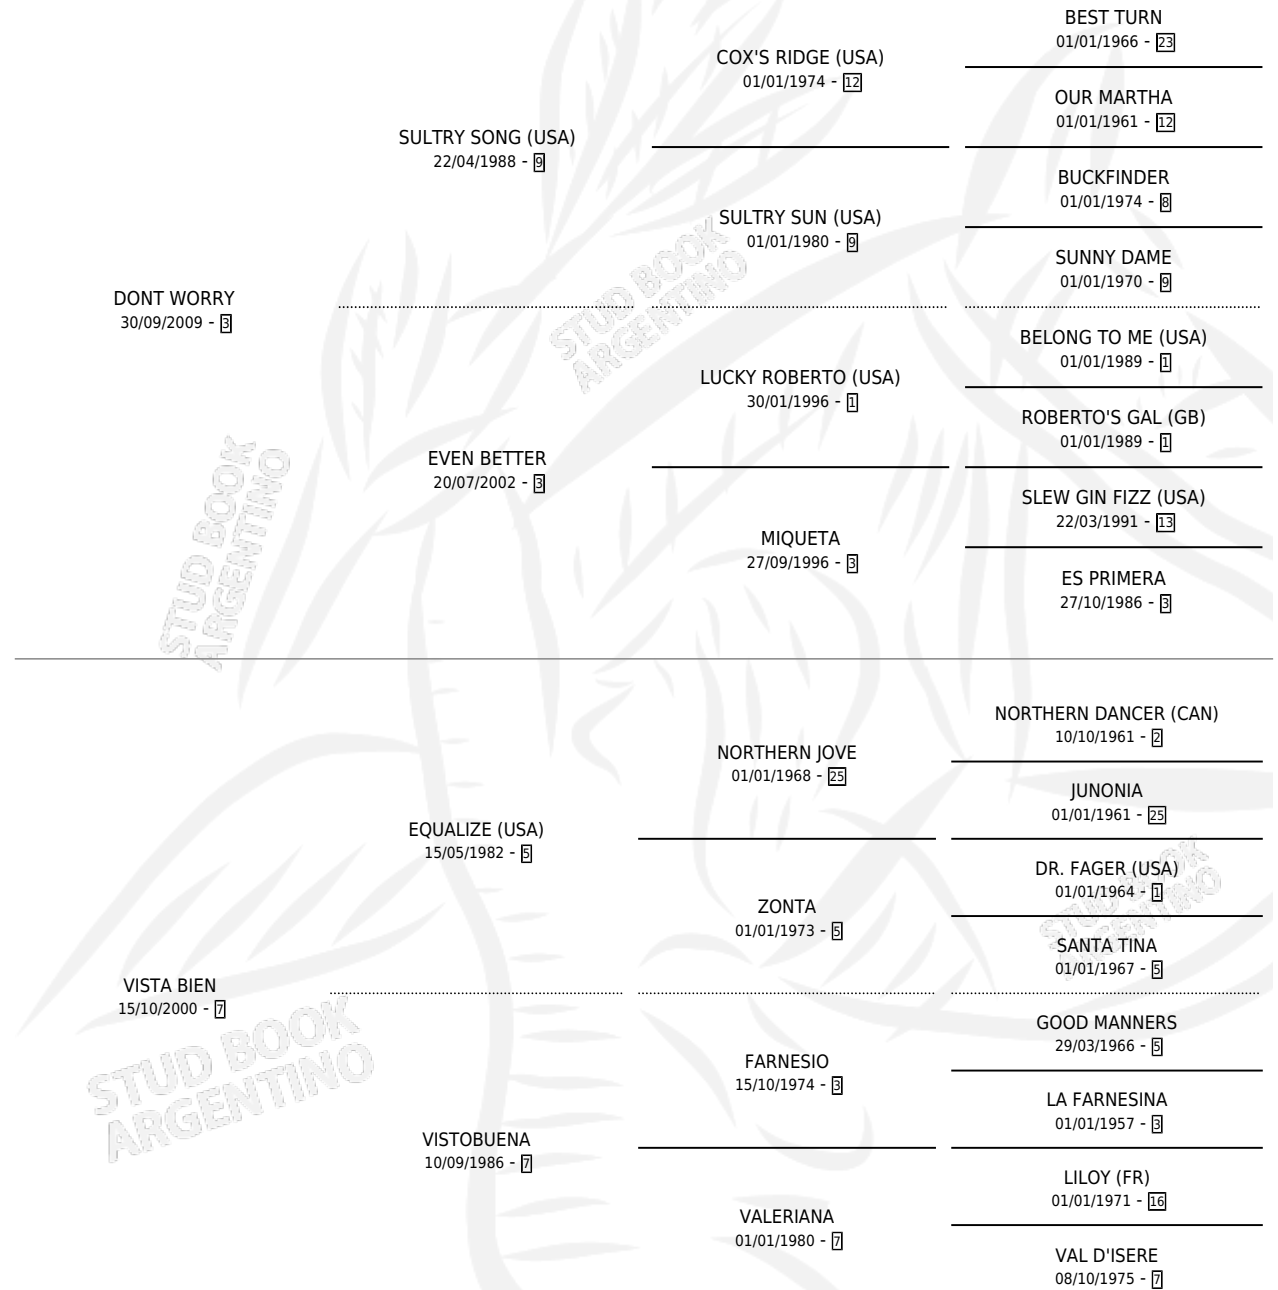 BEST TURN
01/01/1966 - 23
COX'S RIDGE (USA)
01/01/1974 - 12
OUR MARTHA
01/01/1961 - 12
SULTRY SONG (USA)
22/04/1988 - 9
BUCKFINDER
01/01/1974 - 8
SULTRY SUN (USA)
01/01/1980 - 9
SUNNY DAME
01/01/1970 - 9
DONT WORRY
30/09/2009 - 3
STUD BOOK
ARGENTINO
BELONG TO ME (USA)
01/01/1989 - 1
LUCKY ROBERTO (USA)
30/01/1996 - 1
ROBERTO'S GAL (GB)
01/01/1989 - 1
EVEN BETTER
20/07/2002 - 3
SLEW GIN FIZZ (USA)
22/03/1991 - 13
MIQUETA
27/09/1996 - 3
ES PRIMERA
27/10/1986 - 3
STUD BOOK
ARGENTINO
NORTHERN DANCER (CAN)
10/10/1961 - 2
NORTHERN JOVE
01/01/1968 - 25
JUNONIA
01/01/1961 - 25
EQUALIZE (USA)
15/05/1982 - 5
DR. FAGER (USA)
01/01/1964 - 1
ZONTA
01/01/1973 - 5
STUD BOOK
ARGENTINO
SANTA TINA
01/01/1967 - 5
VISTA BIEN
15/10/2000 - 7
GOOD MANNERS
29/03/1966 - 5
FARNESIO
15/10/1974 - 3
LA FARNESINA
01/01/1957 - 3
STUD BOOK
ARGENTINO
VISTOBUENA
10/09/1986 - 7
LILOY (FR)
01/01/1971 - 16
VALERIANA
01/01/1980 - 7
VAL D'ISERE
08/10/1975 - 7